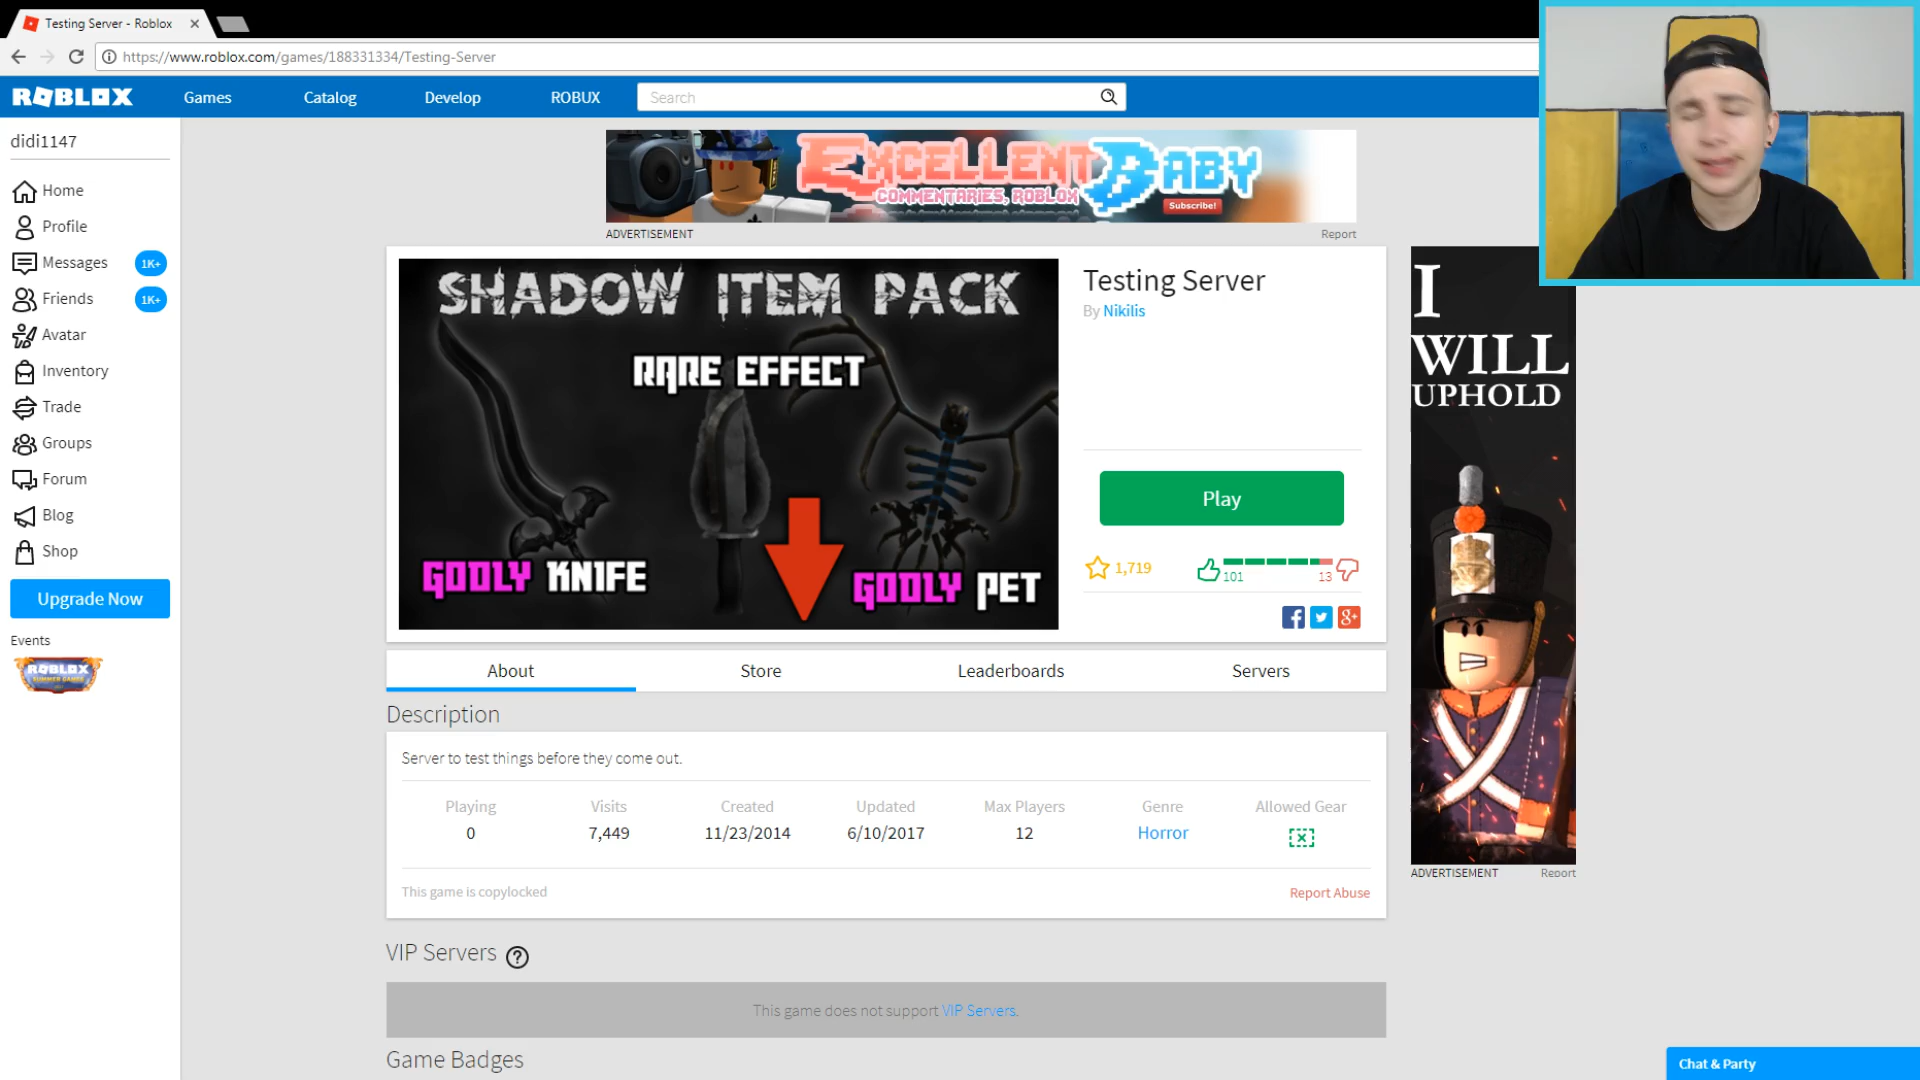 Testing Server - Roblox
https://www.roblox.com/games/188331334/Testing-Server
ROBLOX
Games
Catalog
Develop
ROBUX
Search
didi1147
Home
Profile
Messages
1K+
Friends
1K+
Avatar
Inventory
Trade
Groups
Forum
Blog
Shop
Upgrade Now
Events
ROBLOX
SUMMER GAMES
EXCELLENT BABY
COMMENTARIES, ROBLOX
Subscribe!
ADVERTISEMENT
Report
SHADOW ITEM PACK
RARE EFFECT
GODLY KNIFE
GODLY PET
Testing Server
By Nikilis
Play
1,719
101
13
I
WILL
UPHOLD
ADVERTISEMENT
Report
About
Store
Leaderboards
Servers
Description
Server to test things before they come out.
Playing
Visits
Created
Updated
Max Players
Genre
Allowed Gear
0
7,449
11/23/2014
6/10/2017
12
Horror
This game is copylocked
Report Abuse
VIP Servers ?
This game does not support VIP Servers.
Game Badges
Chat & Party